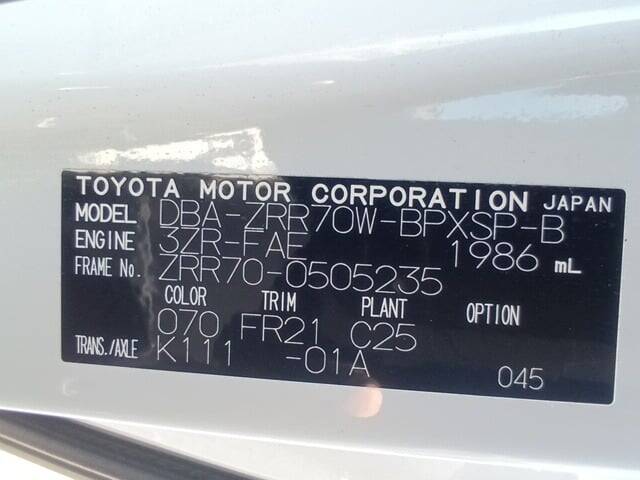 TOYOTA MOTOR CORPORATION JAPAN
MODEL DBA-ZRR70W-BPXSP-B
ENGINE 3ZR-FAE 1986 mL
FRAME No. ZRR70-0505235
COLOR TRIM PLANT OPTION
070 FR21 C25
TRANS./AXLE K111 -01A 045